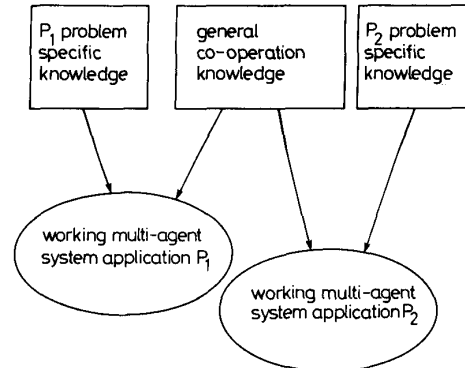 P₁ problem
specific
knowledge
general
co-operation
knowledge
P₂ problem
specific
knowledge
working multi-agent
system application P₁
working multi-agent
system application P₂